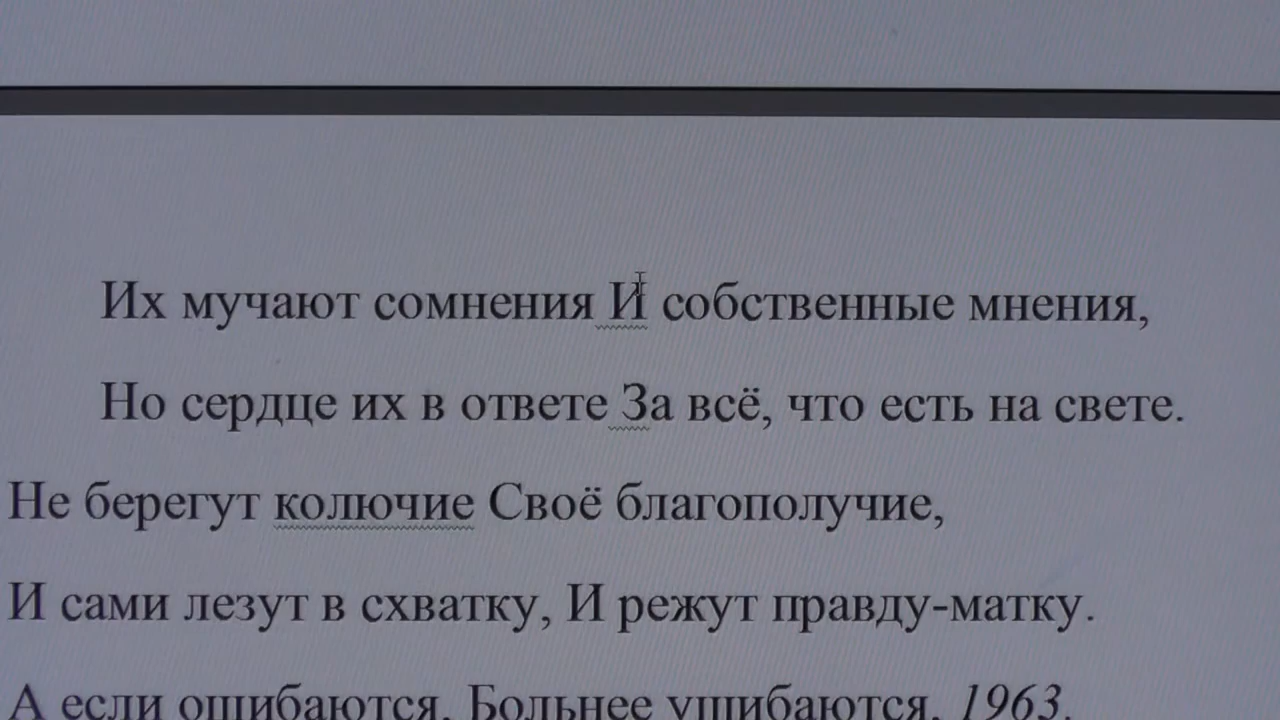 Их мучают сомнения И собственные мнения,
Но сердце их в ответе За всё, что есть на свете.
Не берегут колючие Своё благополучие,
И сами лезут в схватку, И режут правду-матку.
А если ошибаются, Больнее ушибаются. 1963.